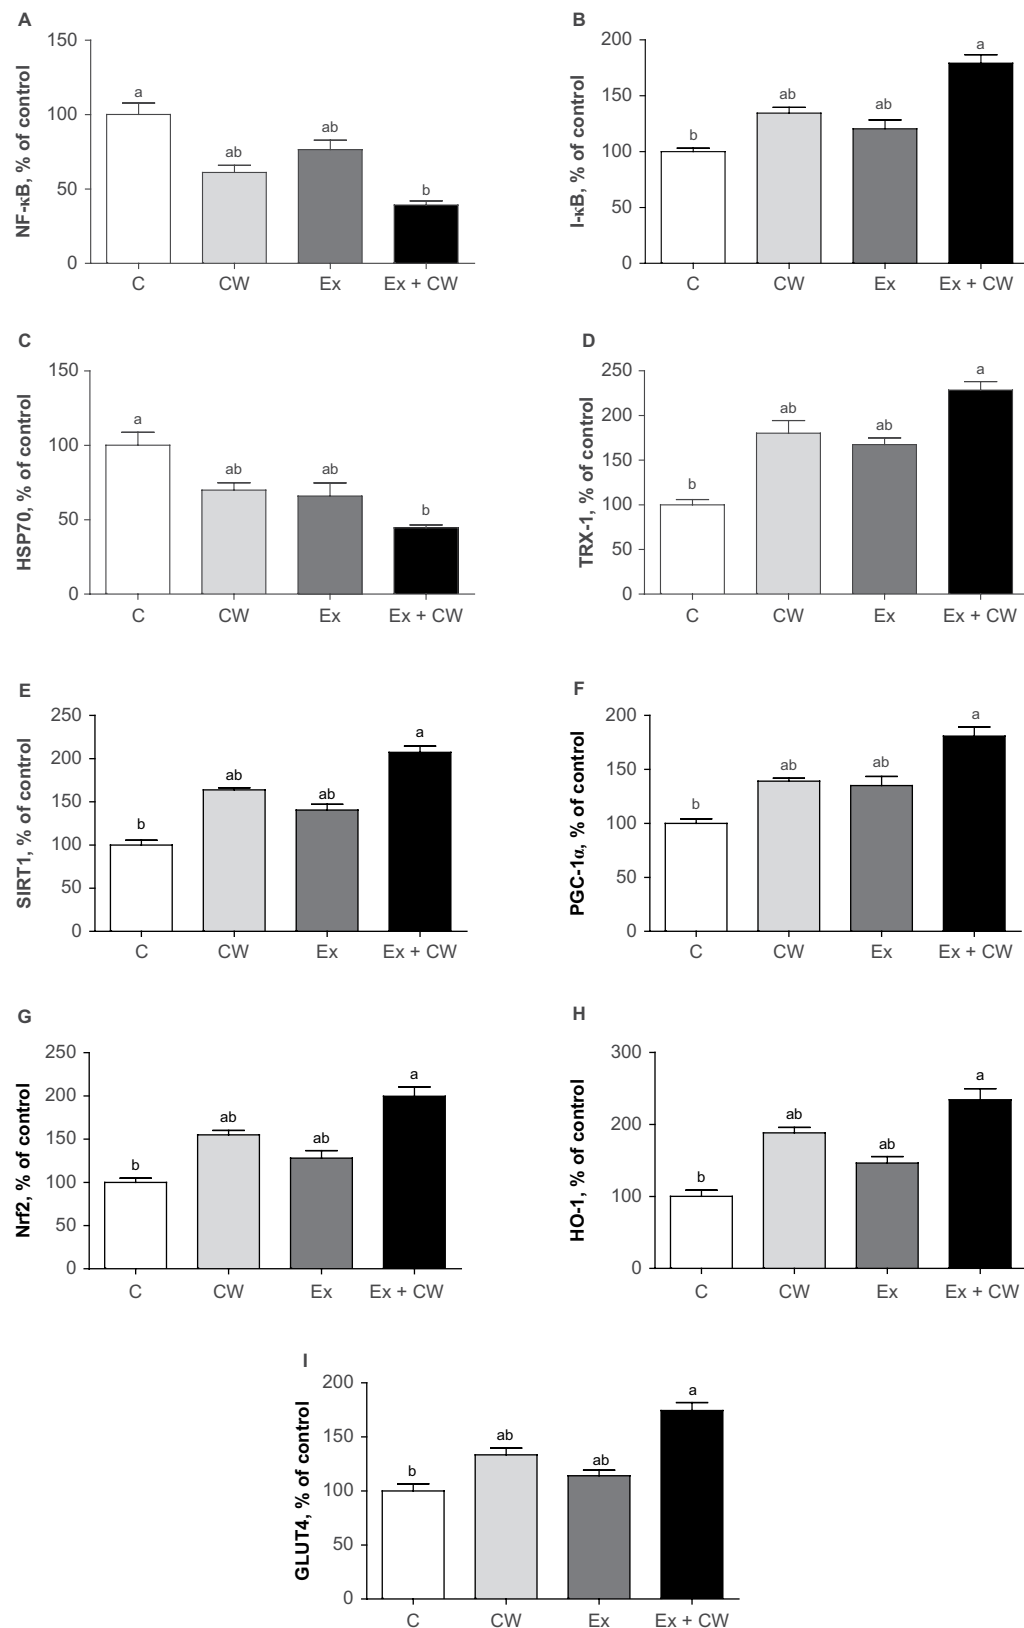 A
NF-κB, % of control
150
100
50
0
a
ab
ab
b
C
CW
Ex
Ex + CW
B
I-κB, % of control
200
150
100
50
0
b
ab
ab
a
C
CW
Ex
Ex + CW
C
HSP70, % of control
150
100
50
0
a
ab
ab
b
C
CW
Ex
Ex + CW
D
TRX-1, % of control
250
200
150
100
50
0
b
ab
ab
a
C
CW
Ex
Ex + CW
E
SIRT1, % of control
250
200
150
100
50
0
b
ab
ab
a
C
CW
Ex
Ex + CW
F
PGC-1α, % of control
200
150
100
50
0
b
ab
ab
a
C
CW
Ex
Ex + CW
G
Nrf2, % of control
250
200
150
100
50
0
b
ab
ab
a
C
CW
Ex
Ex + CW
H
HO-1, % of control
300
200
100
0
b
ab
ab
a
C
CW
Ex
Ex + CW
I
GLUT4, % of control
200
150
100
50
0
b
ab
ab
a
C
CW
Ex
Ex + CW